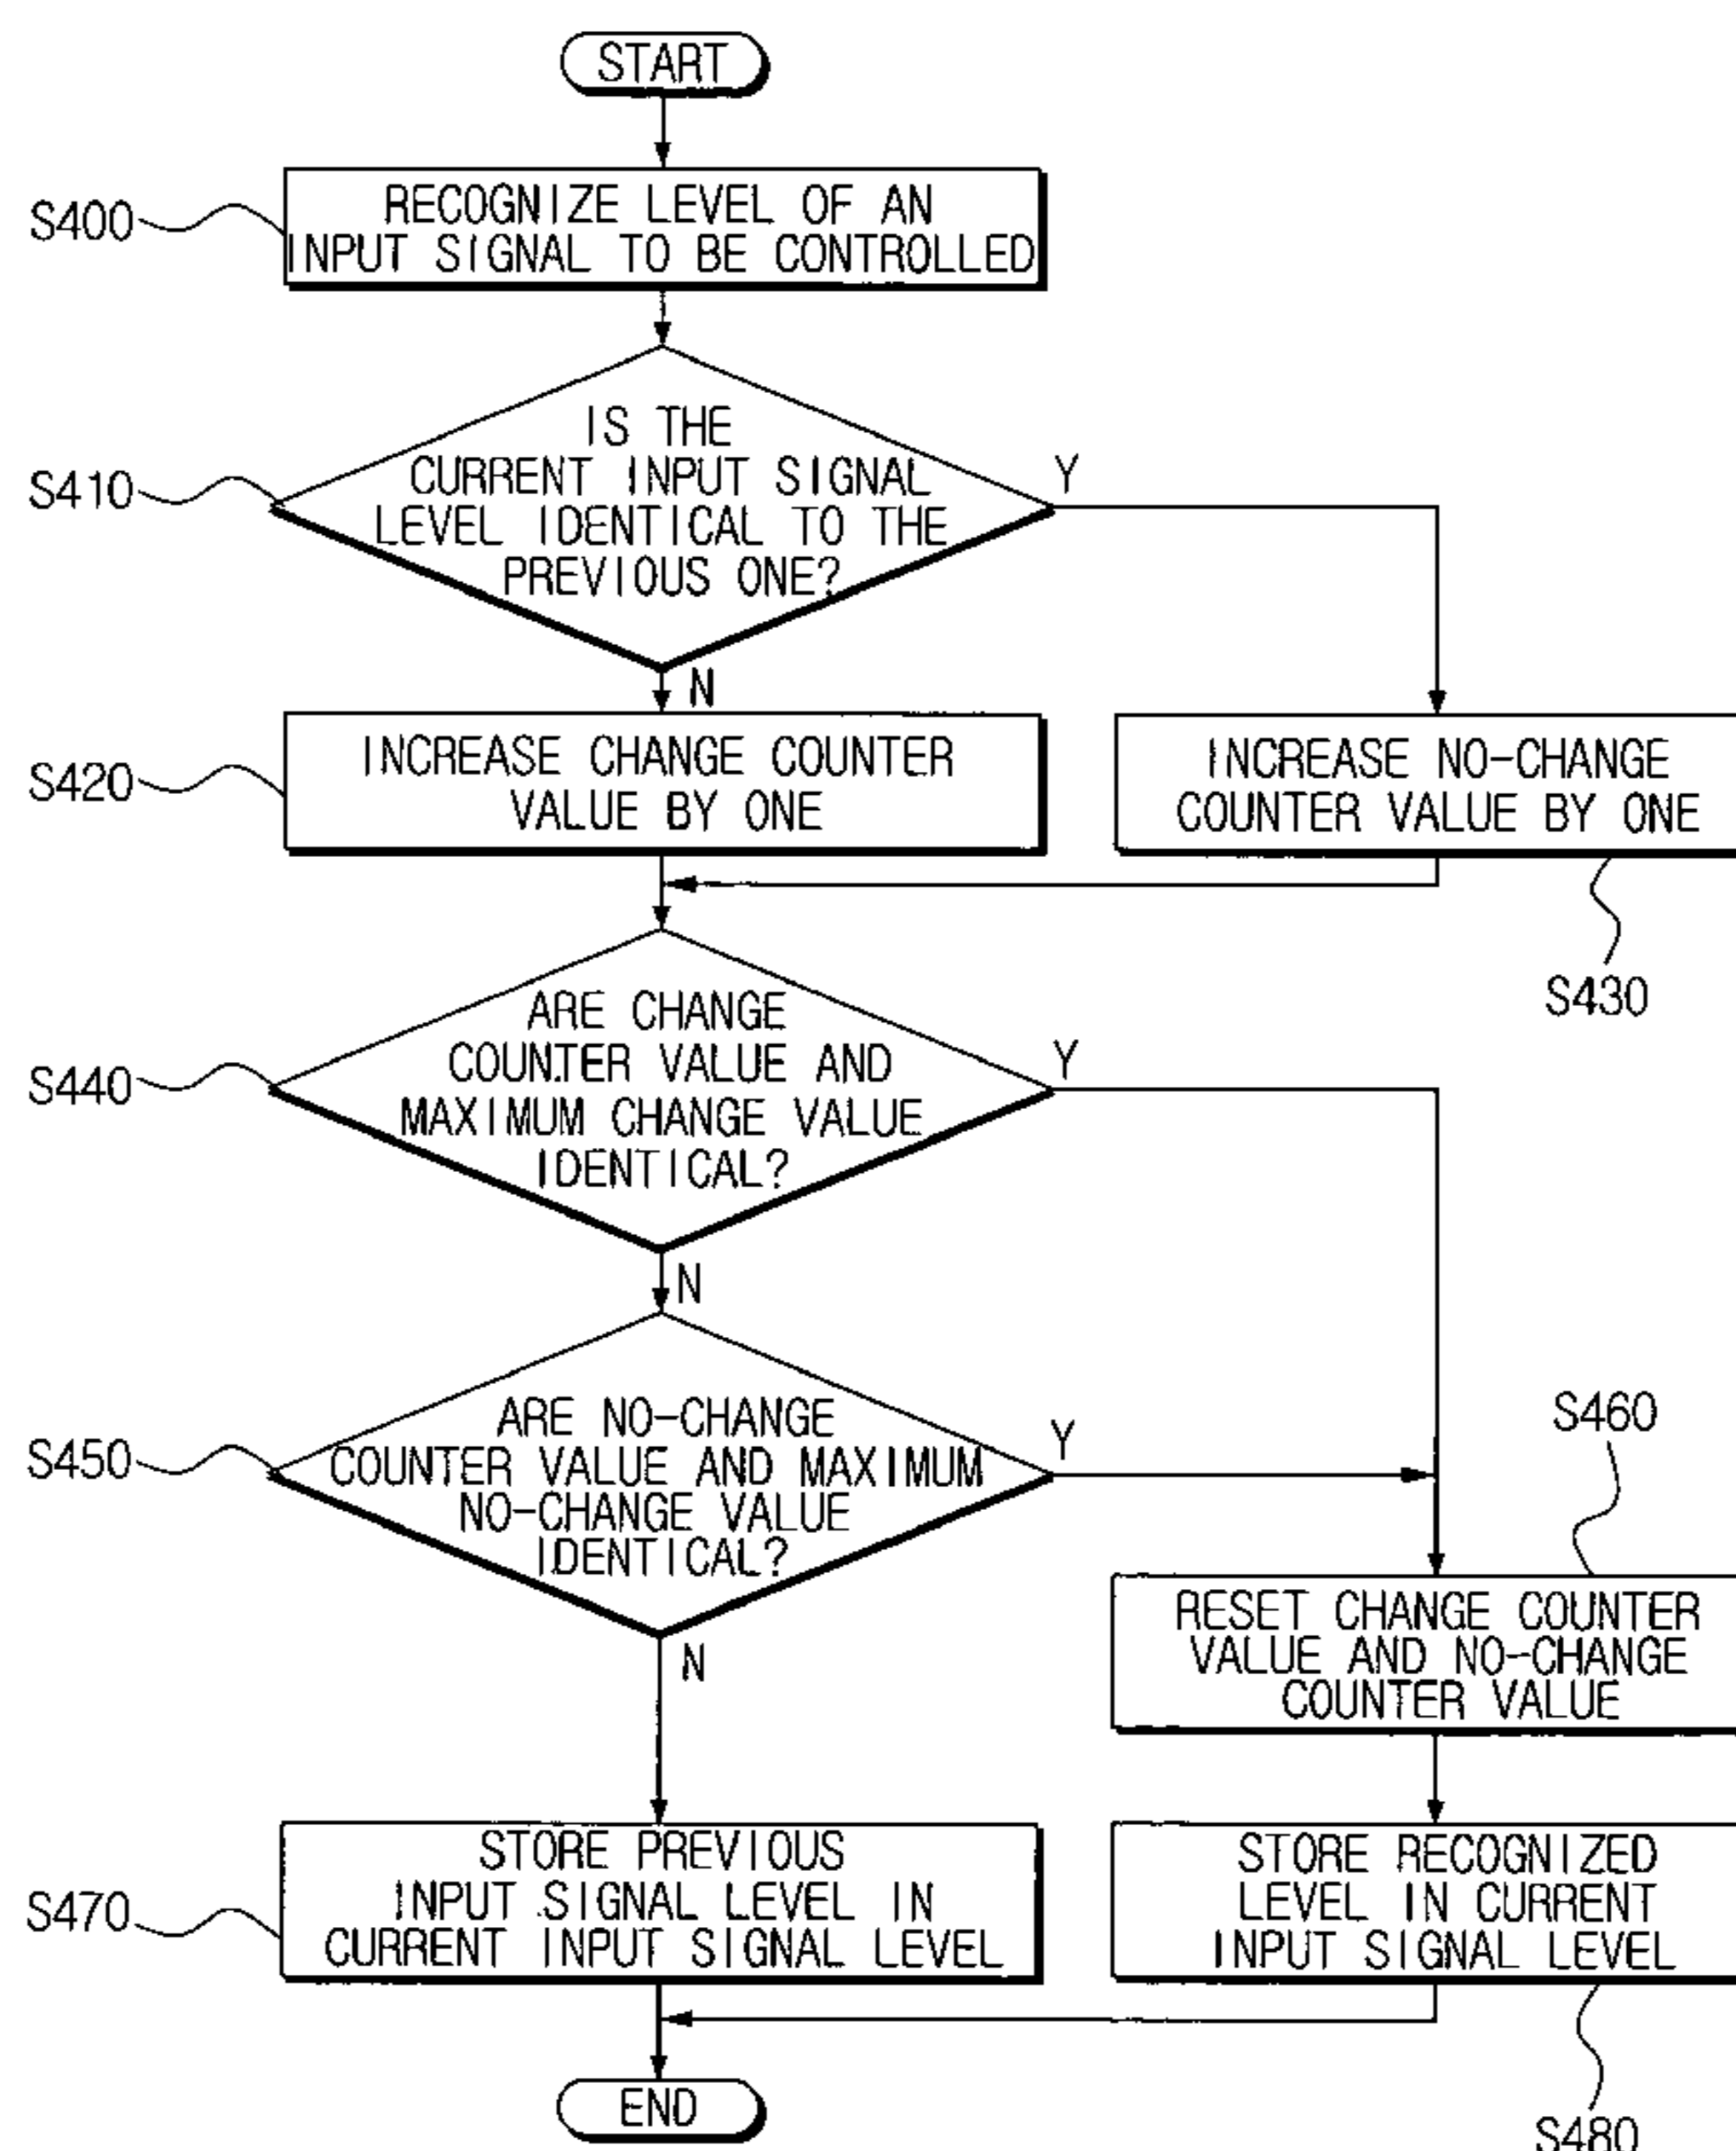 START
S400
RECOGNIZE LEVEL OF AN
INPUT SIGNAL TO BE CONTROLLED
S410
IS THE
CURRENT INPUT SIGNAL
LEVEL IDENTICAL TO THE
PREVIOUS ONE?
Y
N
S420
INCREASE CHANGE COUNTER
VALUE BY ONE
INCREASE NO-CHANGE
COUNTER VALUE BY ONE
S430
S440
ARE CHANGE
COUNTER VALUE AND
MAXIMUM CHANGE VALUE
IDENTICAL?
Y
N
S450
ARE NO-CHANGE
COUNTER VALUE AND MAXIMUM
NO-CHANGE VALUE
IDENTICAL?
Y
N
S460
RESET CHANGE COUNTER
VALUE AND NO-CHANGE
COUNTER VALUE
S470
STORE PREVIOUS
INPUT SIGNAL LEVEL IN
CURRENT INPUT SIGNAL LEVEL
STORE RECOGNIZED
LEVEL IN CURRENT
INPUT SIGNAL LEVEL
S480
END